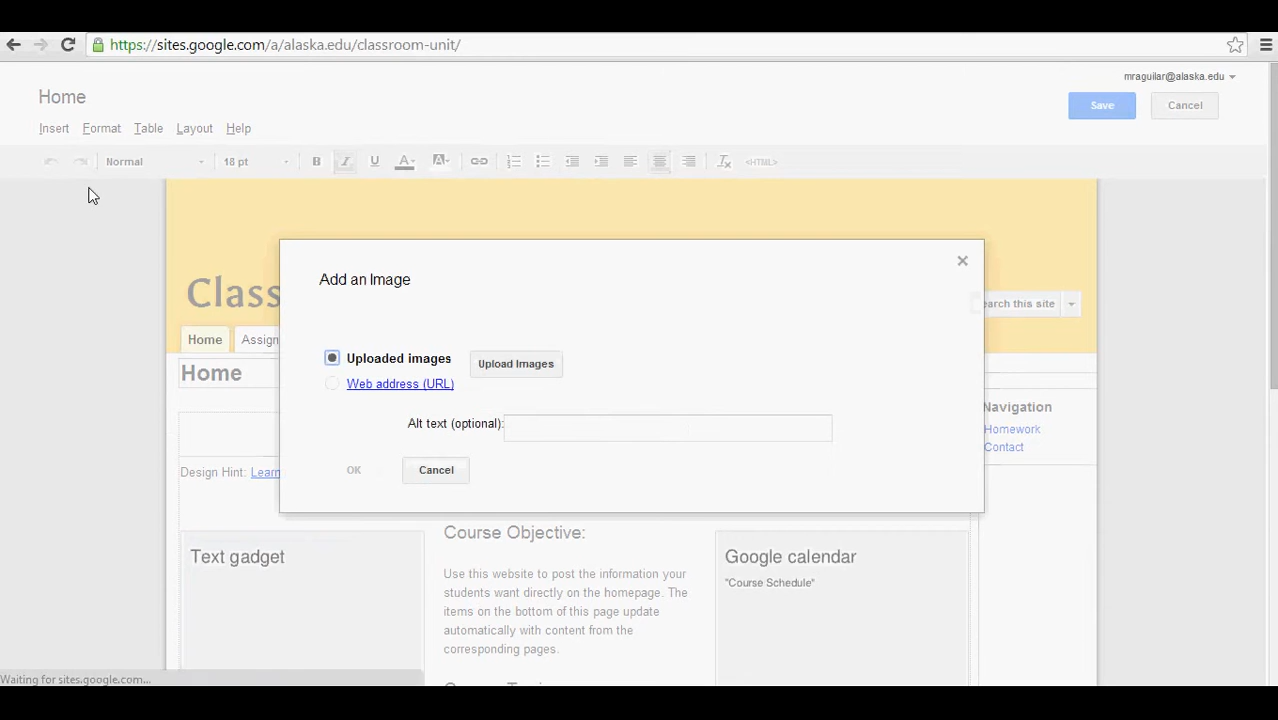 https://sites.google.com/a/alaska.edu/classroom-unit/
mraguilar@alaska.edu
Home
Save
Cancel
Insert
Format
Table
Layout
Help
Normal
18 pt
B
I
U
A
A
<HTML>
Class
earch this site
Home
Assign
Home
Add an Image
Uploaded images
Upload Images
Web address (URL)
Alt text (optional):
OK
Cancel
Navigation
Homework
Contact
Design Hint: Learn
Text gadget
Course Objective:
Use this website to post the information your
students want directly on the homepage. The
items on the bottom of this page update
automatically with content from the
corresponding pages.
Google calendar
"Course Schedule"
Waiting for sites.google.com...